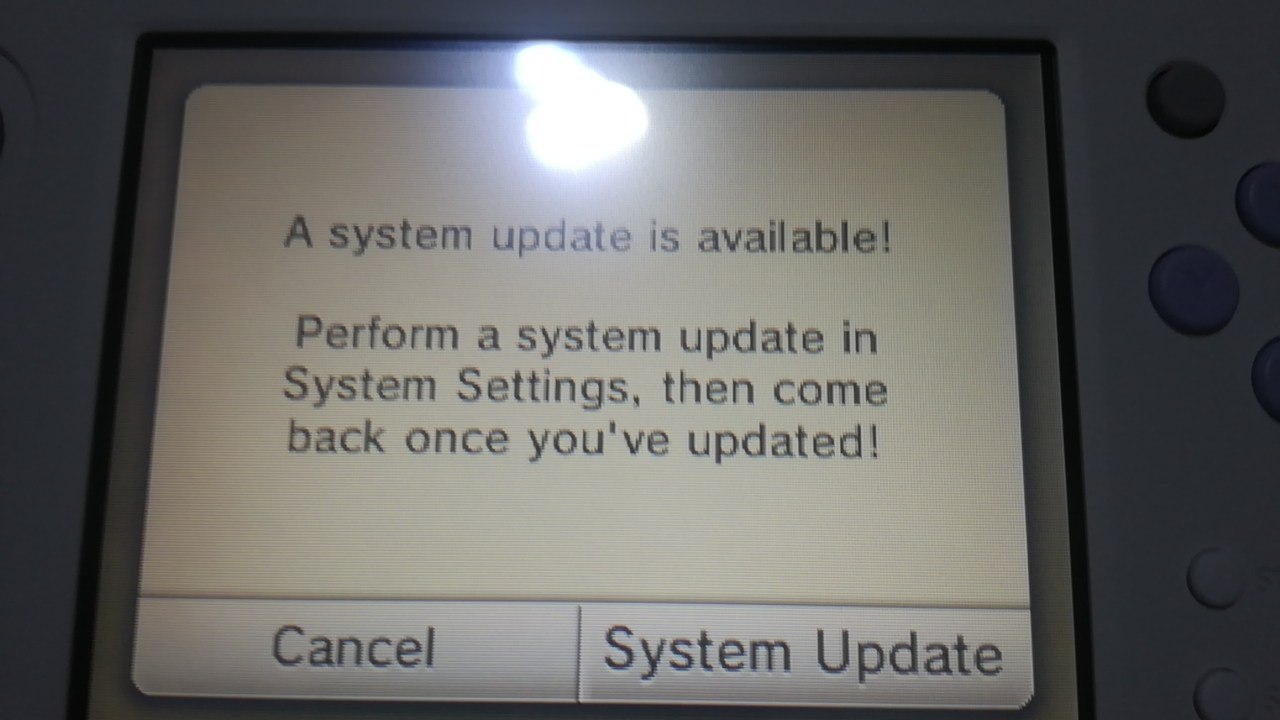 A system update is available!
Perform a system update in
System Settings, then come
back once you've updated!
Cancel
System Update